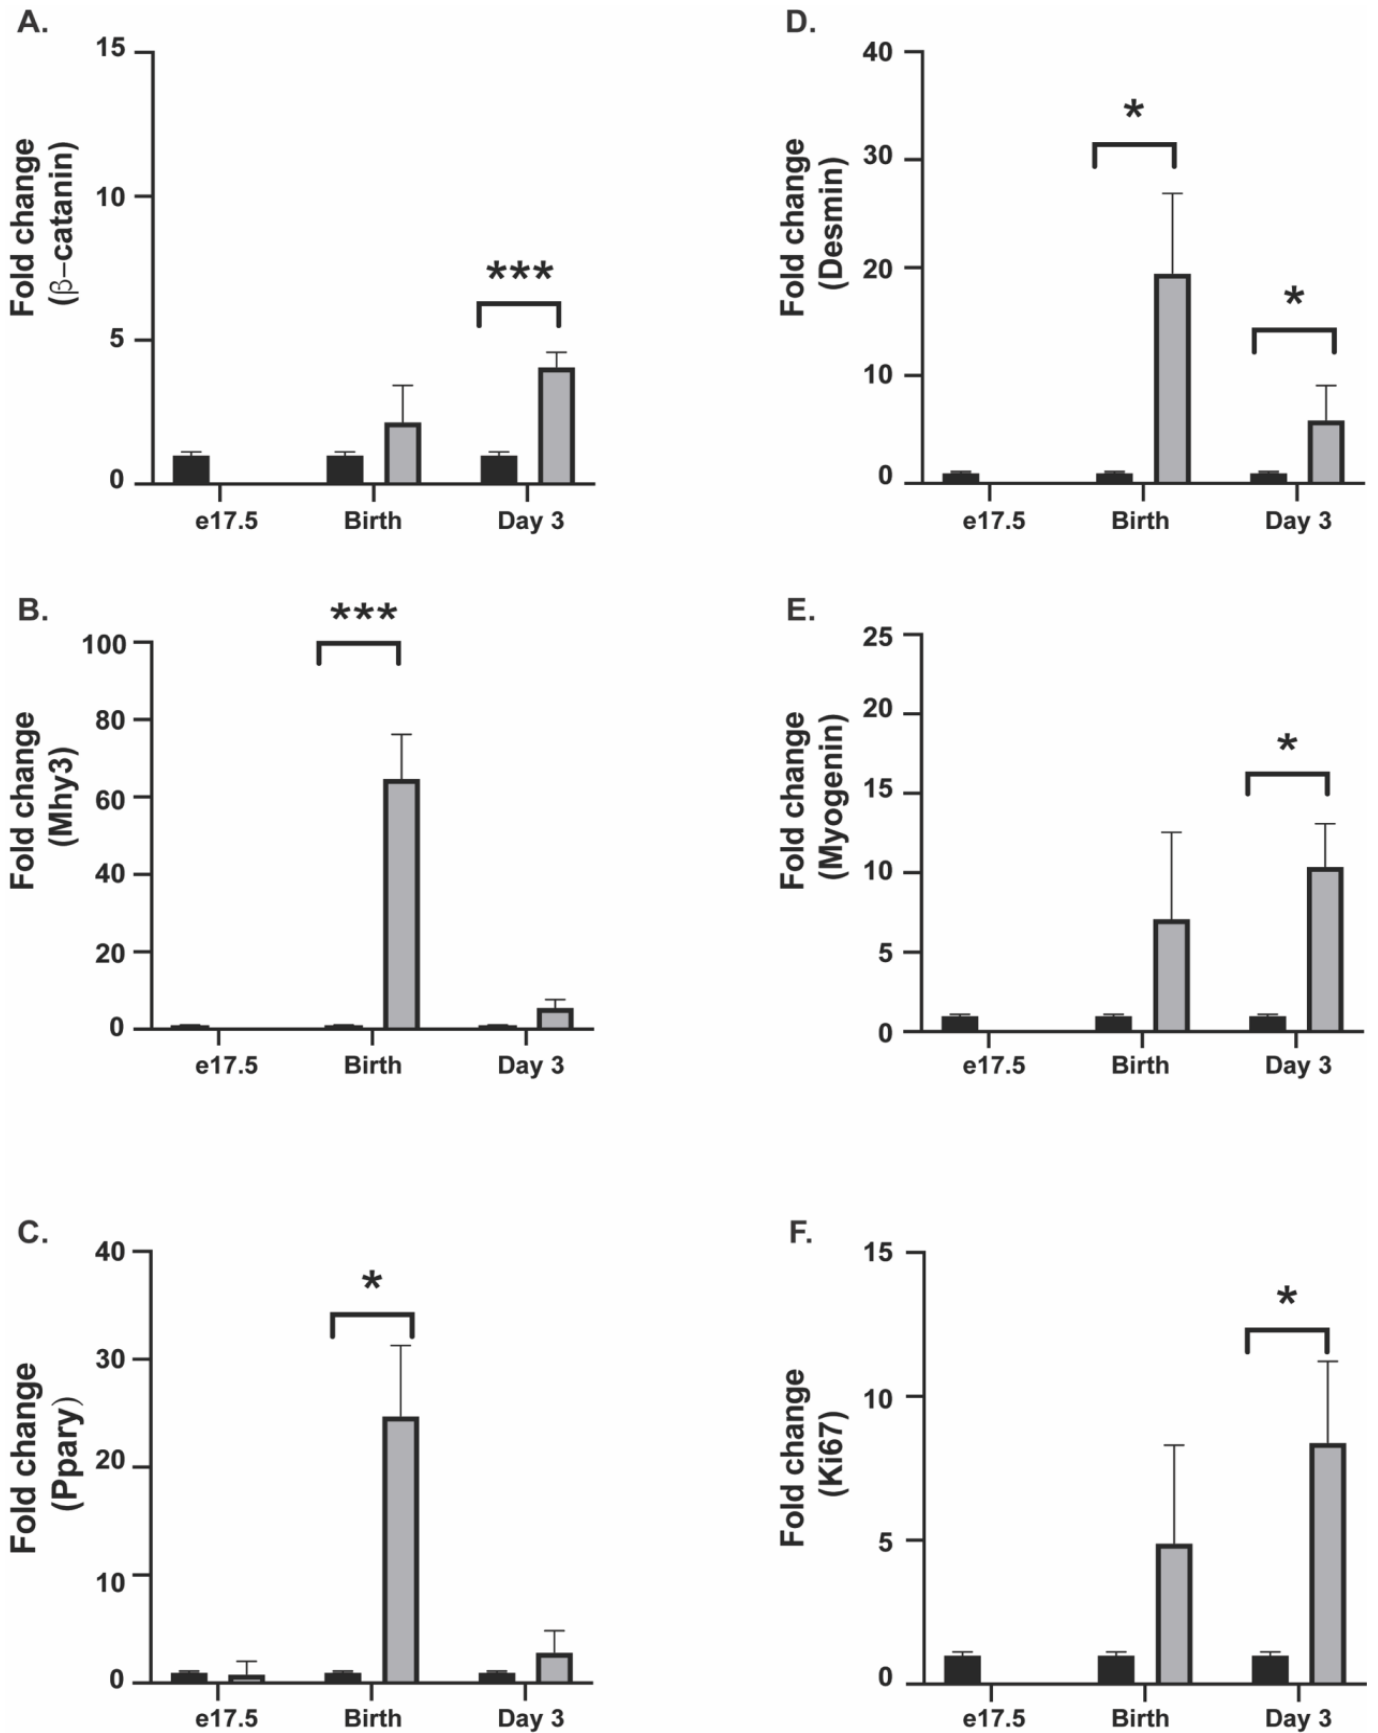 A.
Fold change
(β–catanin)
15
10
5
0
***
e17.5 Birth Day 3
B.
Fold change
(Mhy3)
100
80
60
40
20
0
***
e17.5 Birth Day 3
C.
Fold change
(Ppary)
40
30
20
10
0
*
e17.5 Birth Day 3
D.
Fold change
(Desmin)
40
30
20
10
0
*
*
e17.5 Birth Day 3
E.
Fold change
(Myogenin)
25
20
15
10
5
0
*
e17.5 Birth Day 3
F.
Fold change
(Ki67)
15
10
5
0
*
e17.5 Birth Day 3